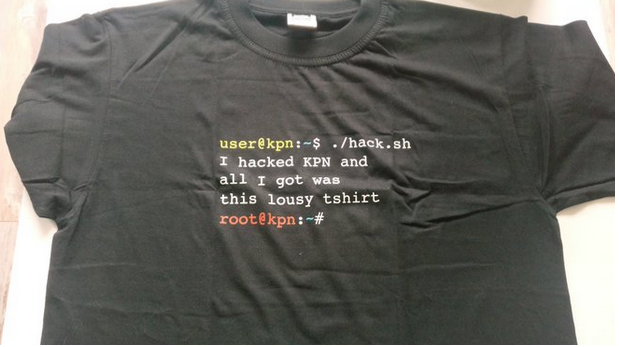 user@kpn:~$ ./hack.sh
I hacked KPN and
all I got was
this lousy tshirt
root@kpn:~#